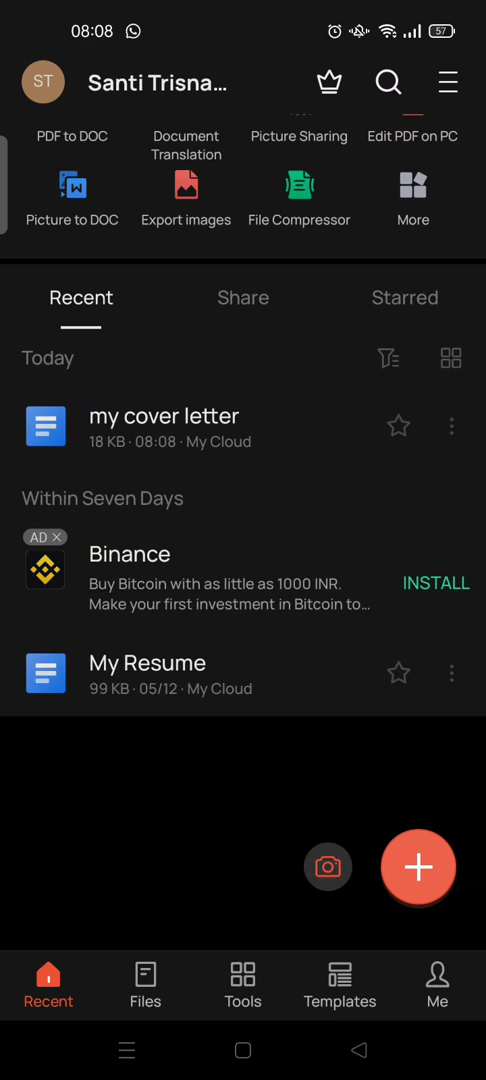 08:08
57
ST
Santi Trisna...
PDF to DOC
Document
Translation
Picture Sharing
Edit PDF on PC
Picture to DOC
Export images
File Compressor
More
Recent
Share
Starred
Today
my cover letter
18 KB · 08:08 · My Cloud
Within Seven Days
AD X
Binance
Buy Bitcoin with as little as 1000 INR.
Make your first investment in Bitcoin to...
INSTALL
My Resume
99 KB · 05/12 · My Cloud
Recent
Files
Tools
Templates
Me